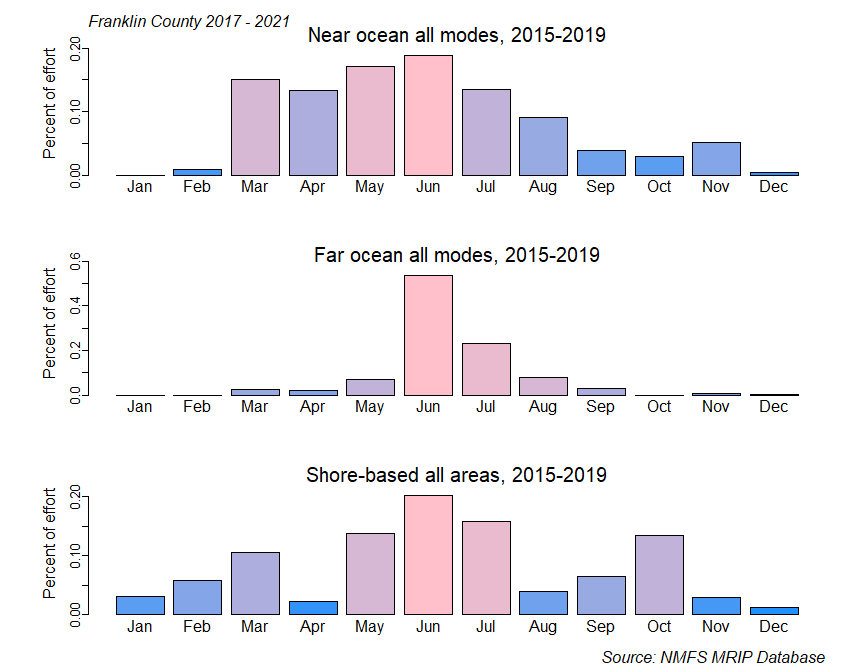 Franklin County 2017 - 2021
Near ocean all modes, 2015-2019
Percent of effort
0.20
0.10
0.00
Jan Feb Mar Apr May Jun Jul Aug Sep Oct Nov Dec
Far ocean all modes, 2015-2019
Percent of effort
0.6
0.4
0.2
0.0
Jan Feb Mar Apr May Jun Jul Aug Sep Oct Nov Dec
Shore-based all areas, 2015-2019
Percent of effort
0.20
0.10
0.00
Jan Feb Mar Apr May Jun Jul Aug Sep Oct Nov Dec
Source: NMFS MRIP Database